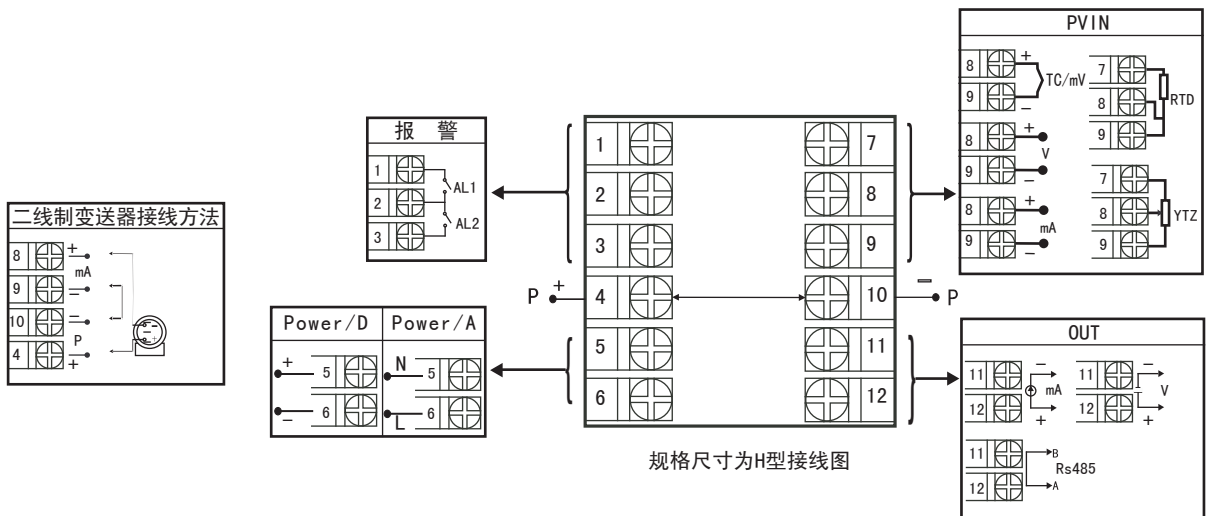 二线制变送器接线方法
8 + mA
9 -
10 - P
4 +
报 警
1 AL1
2 AL2
3
Power/D Power/A
+ 5 N 5
- 6 L 6
1 7
2 8
3 9
P + 4 10 - P
5 11
6 12
规格尺寸为H型接线图
PVIN
8 + TC/mV 7 RTD
9 - 8
8 + V 9
9 - 7 YTZ
8 + mA 8
9 - 9
OUT
11 - mA 11 - V
12 + 12 +
11 B Rs485
12 A